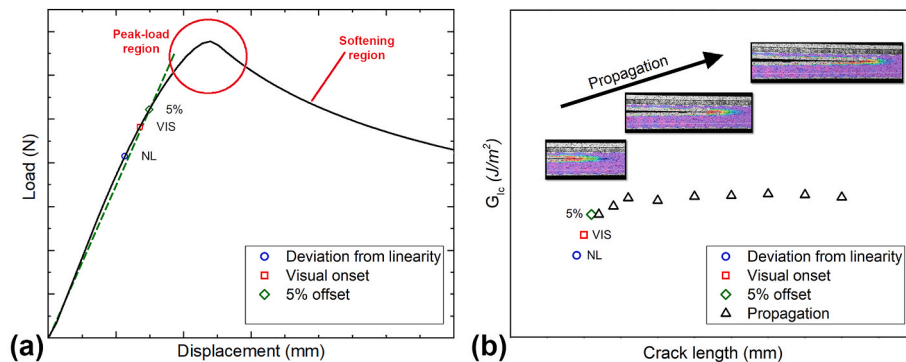 Peak-load
region
Softening
region
5%
VIS
NL
Load (N)
Deviation from linearity
Visual onset
5% offset
(a)
Displacement (mm)
Propagation
G_Ic (J/m²)
5%
VIS
NL
Deviation from linearity
Visual onset
5% offset
Propagation
(b)
Crack length (mm)